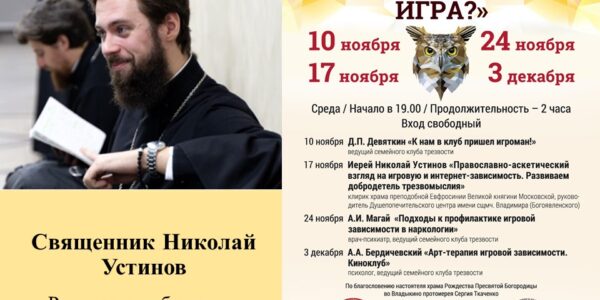 Священник Николай
Устинов
ИГРА?»
10 ноября
24 ноября
17 ноября
3 декабря
Среда / Начало в 19.00 / Продолжительность – 2 часа
Вход свободный
10 ноября Д.П. Девяткин «К нам в клуб пришел игроман!»
ведущий семейного клуба трезвости
17 ноября Иерей Николай Устинов «Православно-аскетический
взгляд на игровую и интернет-зависимость. Развиваем
добродетель трезвомыслия»
клирик храма преподобной Евфросинии Великой княгини Московской, руково-
дитель Душепопечительского центра имени сщмч. Владимира (Богоявленского)
24 ноября А.И. Магай «Подходы к профилактике игровой
зависимости в наркологии»
врач-психиатр, ведущий семейного клуба трезвости
3 декабря А.А. Бердичевский «Арт-терапия игровой зависимости.
Киноклуб»
психолог, ведущий семейного клуба трезвости
По благословению настоятеля храма Рождества Пресвятой Богородицы
во Владыкино протоиерея Сергия Ткаченко